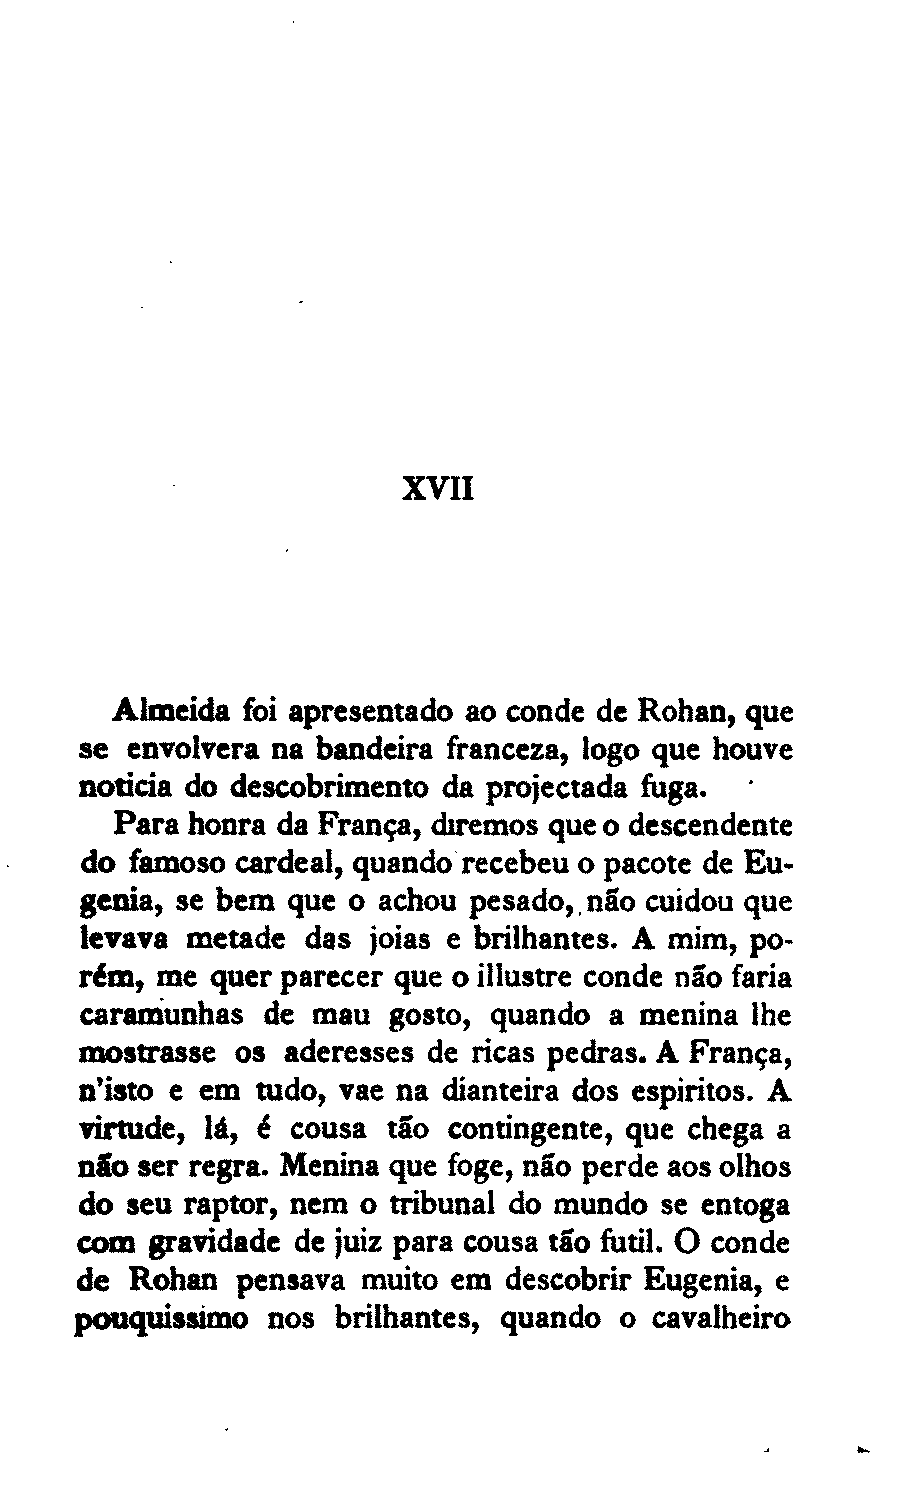 XVII
Almeida foi apresentado ao conde de Rohan, que
se envolvera na bandeira franceza, logo que houve
noticia do descobrimento da projectada fuga.
Para honra da França, diremos que o descendente
do famoso cardeal, quando recebeu o pacote de Eu-
genia, se bem que o achou pesado, não cuidou que
levava metade das joias e brilhantes. A mim, po-
rém, me quer parecer que o illustre conde não faria
caramunhas de mau gosto, quando a menina lhe
mostrasse os aderesses de ricas pedras. A França,
n'isto e em tudo, vae na dianteira dos espiritos. A
virtude, lá, é cousa tão contingente, que chega a
não ser regra. Menina que foge, não perde aos olhos
do seu raptor, nem o tribunal do mundo se entoga
com gravidade de juiz para cousa tão futil. O conde
de Rohan pensava muito em descobrir Eugenia, e
pouquissimo nos brilhantes, quando o cavalheiro